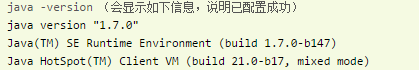 java -version （会显示如下信息，说明已配置成功）
java version "1.7.0"
Java(TM) SE Runtime Environment (build 1.7.0-b147)
Java HotSpot(TM) Client VM (build 21.0-b17, mixed mode)